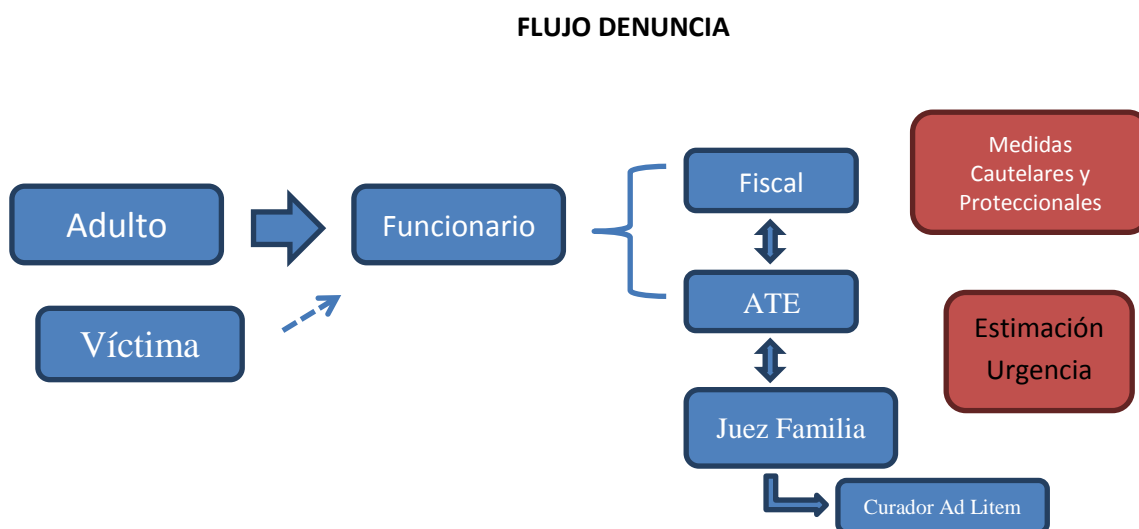 FLUJO DENUNCIA
Adulto
Víctima
Funcionario
Fiscal
ATE
Juez Familia
Curador Ad Litem
Medidas
Cautelares y
Proteccionales
Estimación
Urgencia